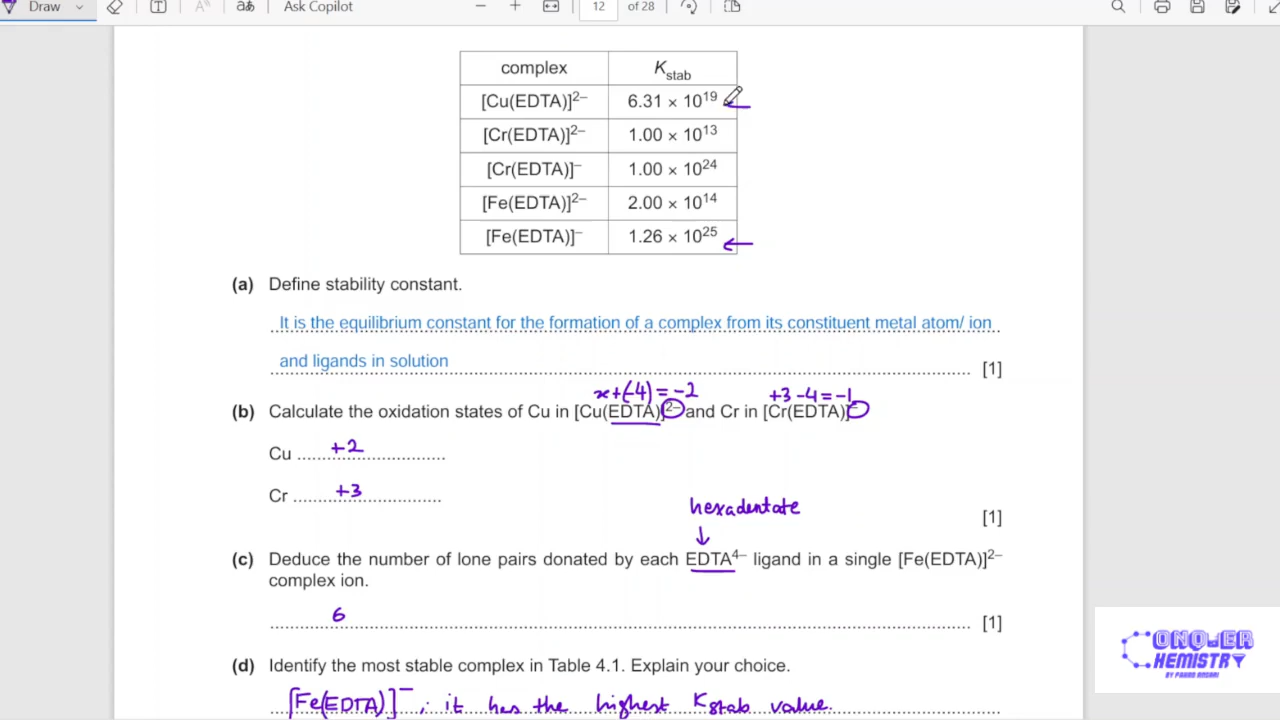 Draw
Ask Copilot
12 of 28
complex K_stab
[Cu(EDTA)]²⁻ 6.31 × 10¹⁹ ←
[Cr(EDTA)]²⁻ 1.00 × 10¹³
[Cr(EDTA)]⁻ 1.00 × 10²⁴
[Fe(EDTA)]²⁻ 2.00 × 10¹⁴
[Fe(EDTA)]⁻ 1.26 × 10²⁵ ←
(a) Define stability constant.
It is the equilibrium constant for the formation of a complex from its constituent metal atom/ ion
and ligands in solution
[1]
x+(-4)=-2 +3-4=-1
(b) Calculate the oxidation states of Cu in [Cu(EDTA)]²⁻ and Cr in [Cr(EDTA)]⁻
Cu +2
Cr +3
[1]
hexadentate
↓
(c) Deduce the number of lone pairs donated by each EDTA⁴⁻ ligand in a single [Fe(EDTA)]²⁻
complex ion.
6 [1]
(d) Identify the most stable complex in Table 4.1. Explain your choice.
[Fe(EDTA)]⁻ ; it has the highest Kstab value.
CONQUER
CHEMISTRY
BY FAHAD ANSARI